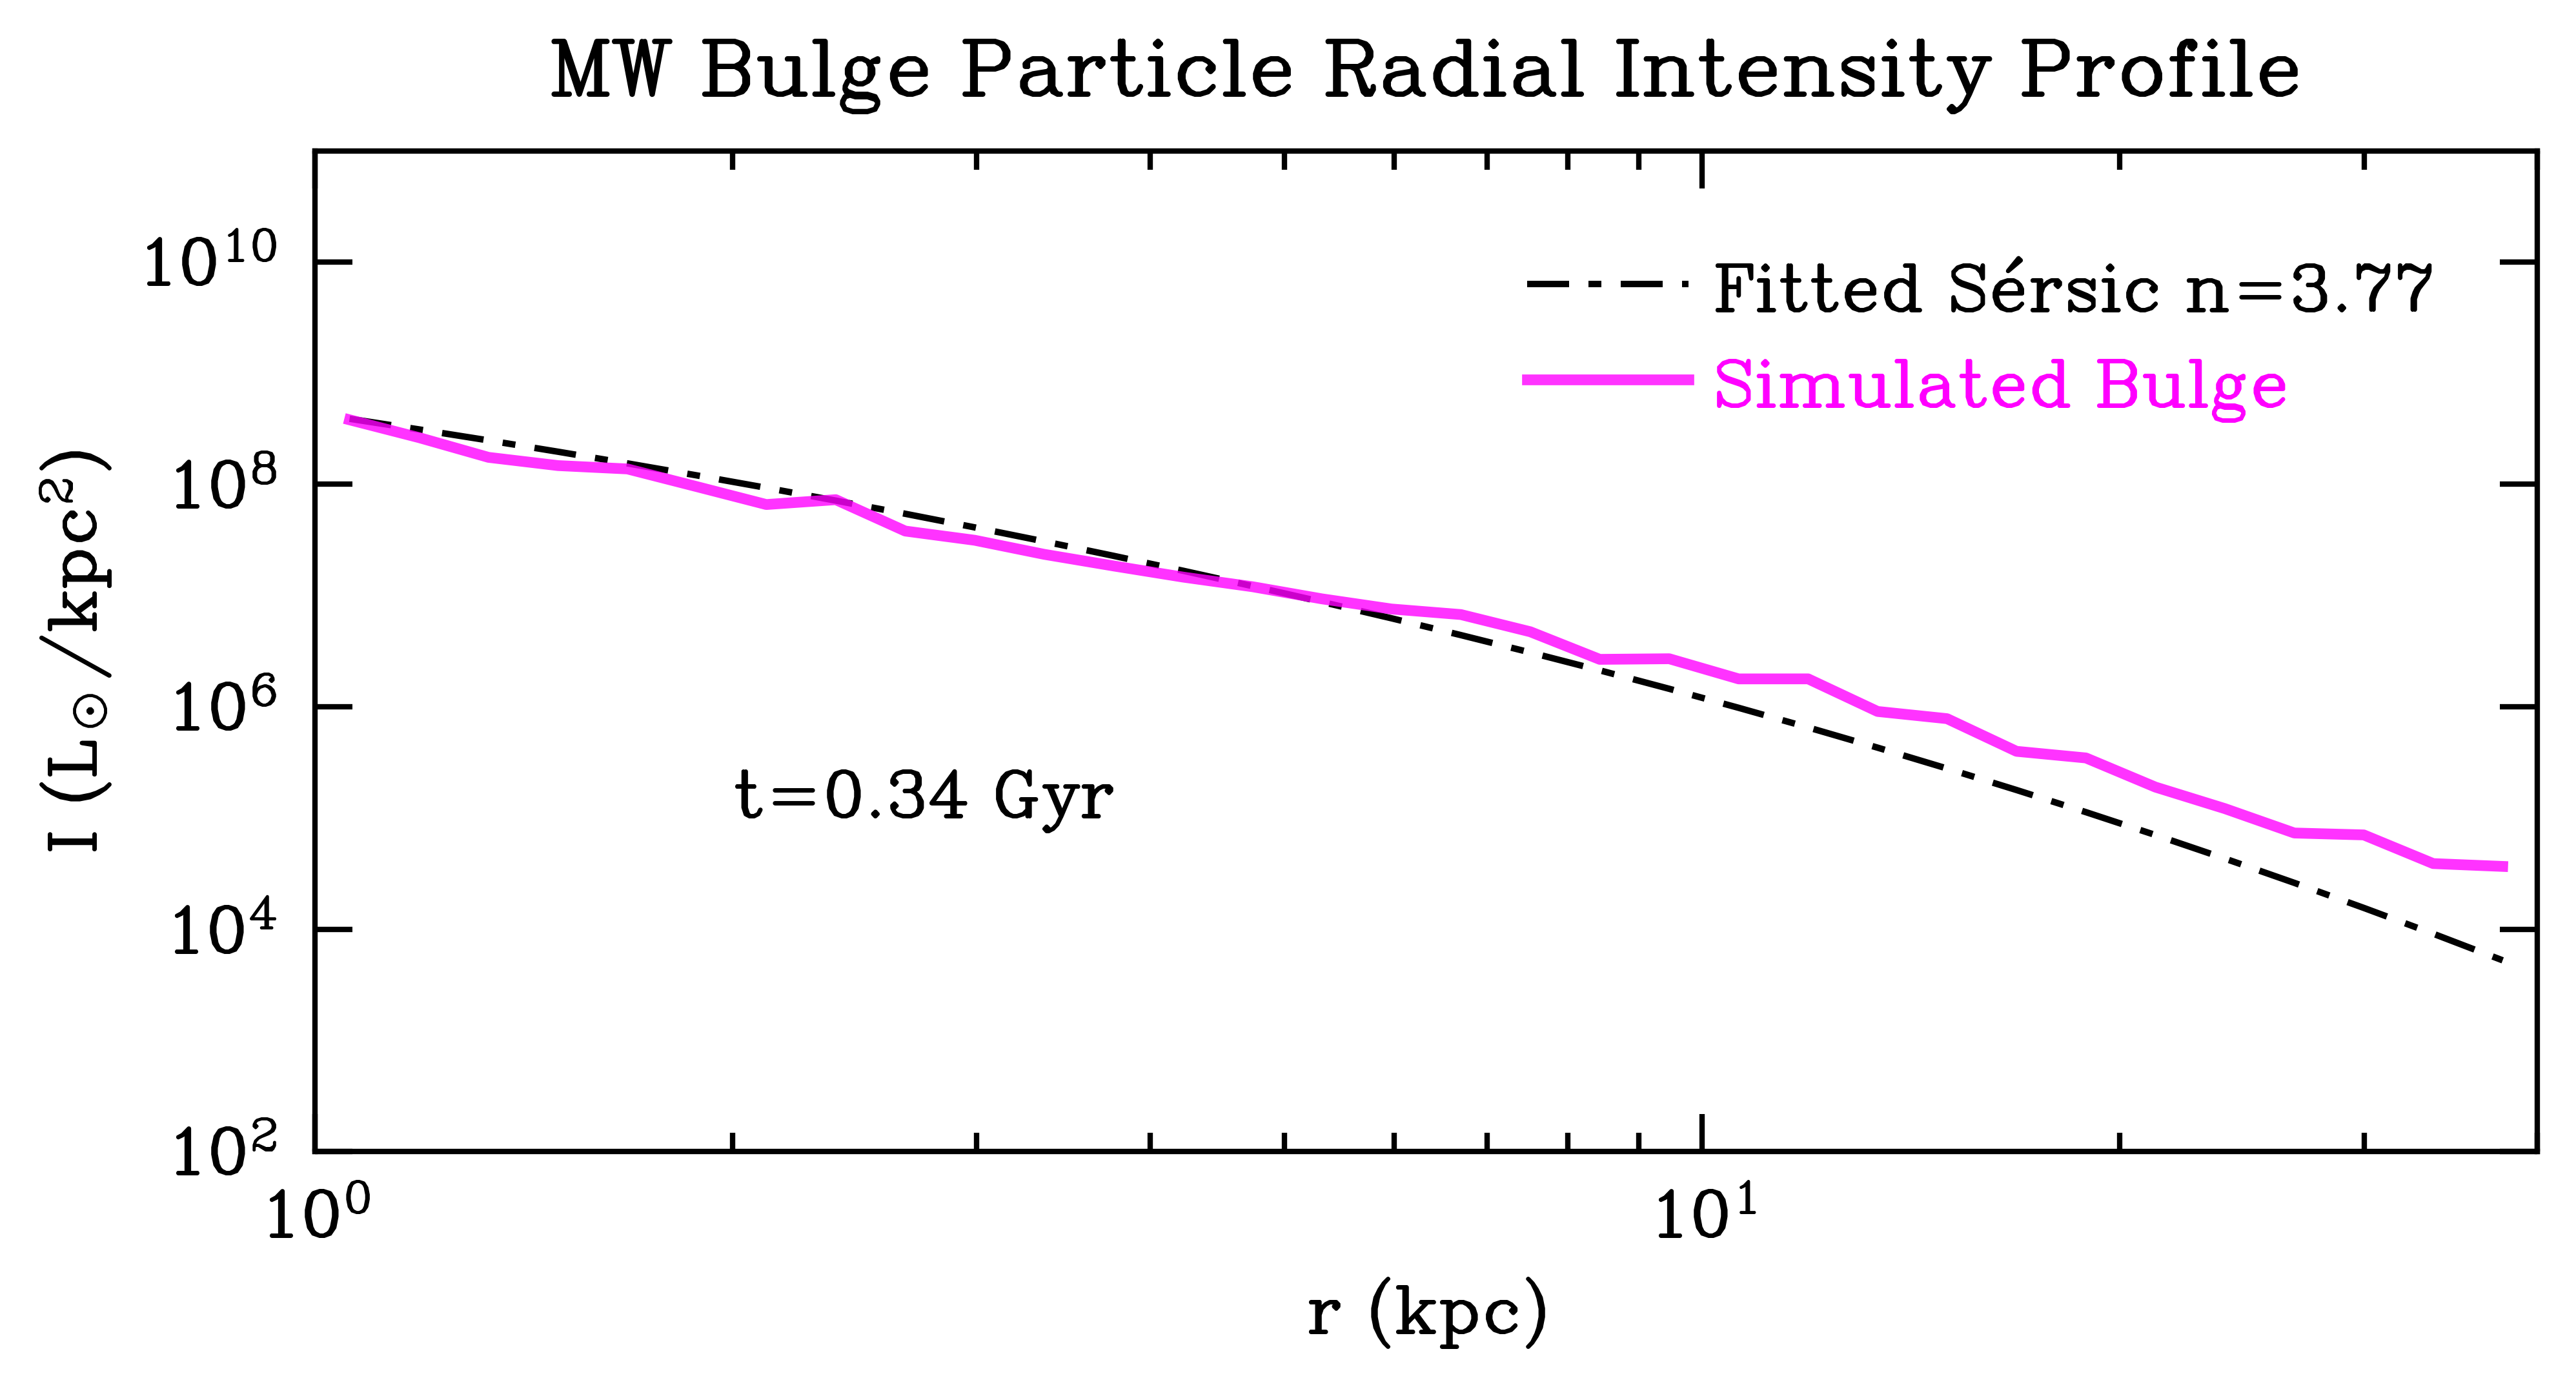 MW Bulge Particle Radial Intensity Profile
10¹⁰
10⁸
10⁶
10⁴
10²
I (L⊙/kpc²)
Fitted Sérsic n=3.77
Simulated Bulge
t=0.34 Gyr
10⁰
10¹
r (kpc)